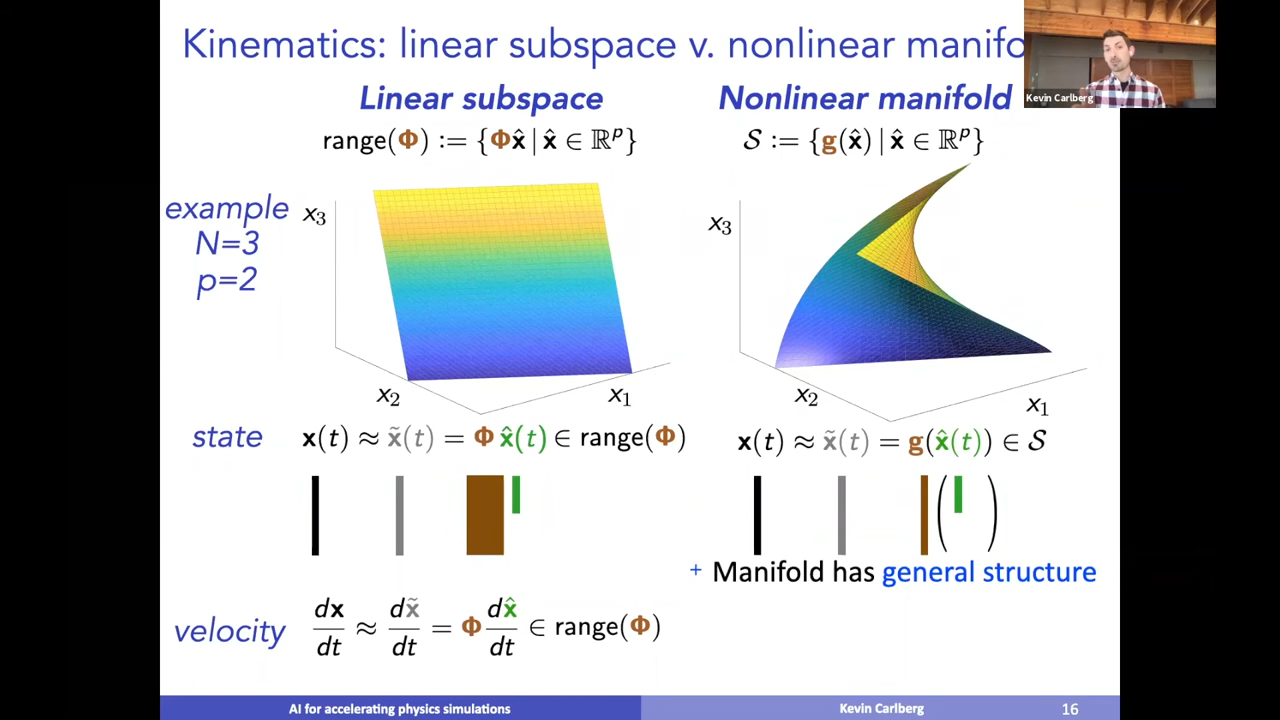 Kinematics: linear subspace v. nonlinear manifo
Kevin Carlberg
Linear subspace
Nonlinear manifold
range(Φ) := {Φx̂ | x̂ ∈ ℝᵖ}
𝒮 := {g(x̂) | x̂ ∈ ℝᵖ}
example
N=3
p=2
x₃
x₂
x₁
x₃
x₂
x₁
state
x(t) ≈ x̃(t) = Φ x̂(t) ∈ range(Φ)
x(t) ≈ x̃(t) = g(x̂(t)) ∈ 𝒮
+ Manifold has general structure
velocity
dx/dt ≈ dx̃/dt = Φ dx̂/dt ∈ range(Φ)
AI for accelerating physics simulations
Kevin Carlberg
16